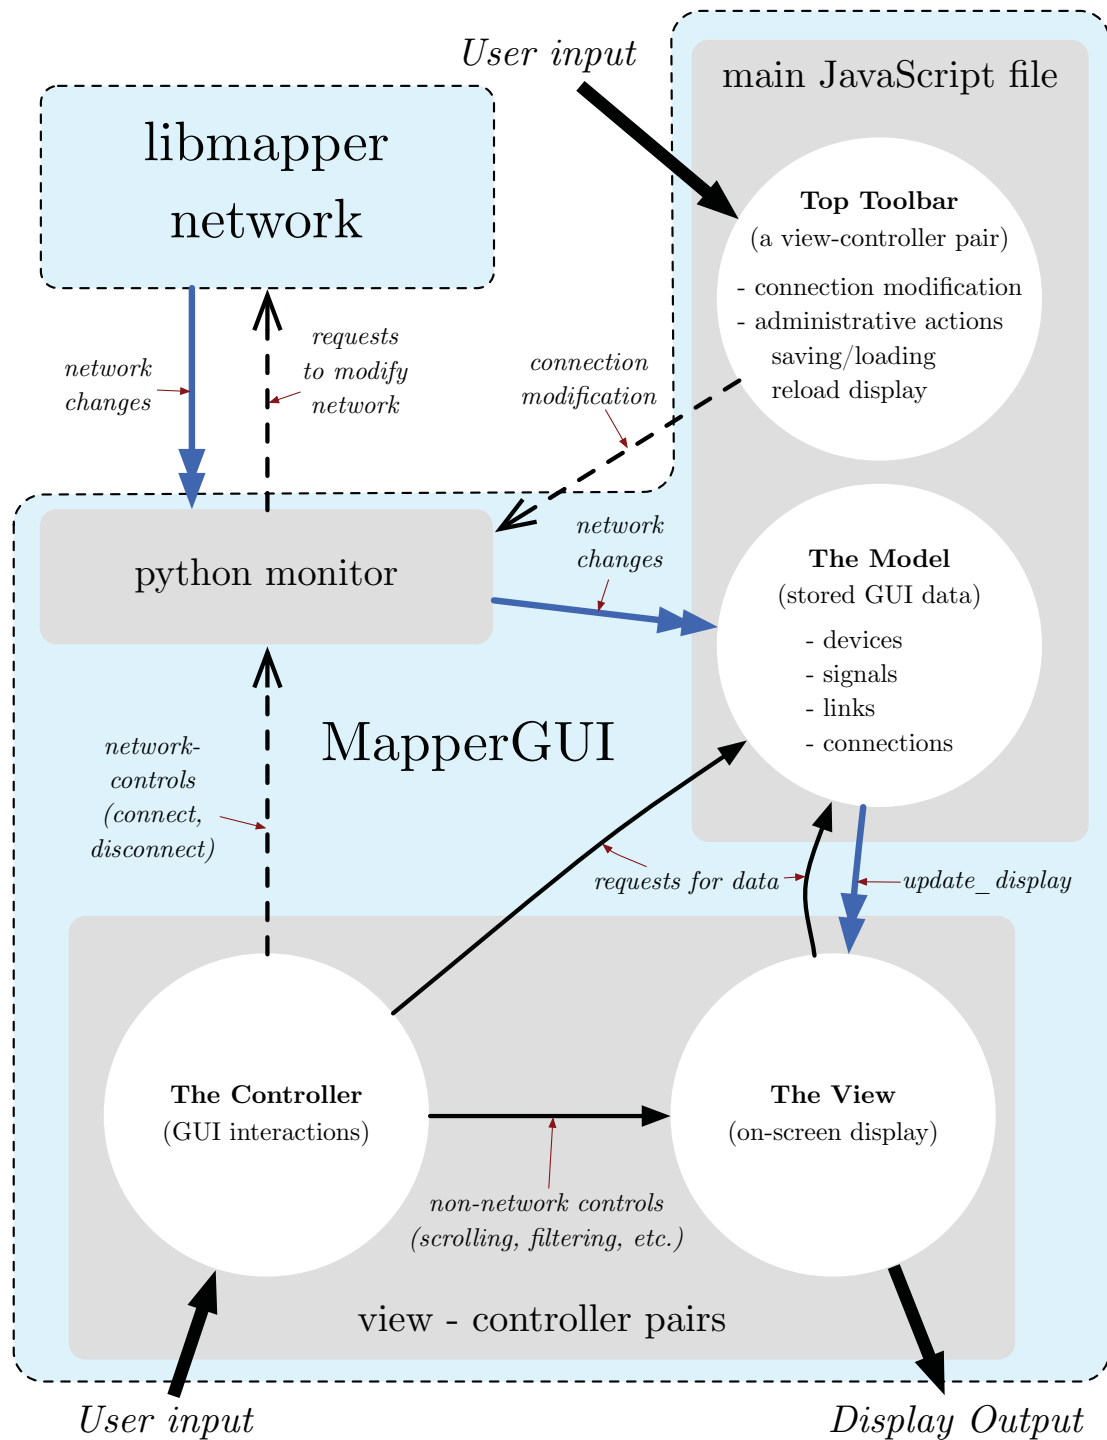 User input
main JavaScript file
libmapper
network
Top Toolbar
(a view-controller pair)
- connection modification
- administrative actions
saving/loading
reload display
network
changes
requests
to modify
network
connection
modification
python monitor
network
changes
The Model
(stored GUI data)
- devices
- signals
- links
- connections
MapperGUI
network-
controls
(connect,
disconnect)
requests for data
update_display
The Controller
(GUI interactions)
The View
(on-screen display)
non-network controls
(scrolling, filtering, etc.)
view - controller pairs
User input
Display Output